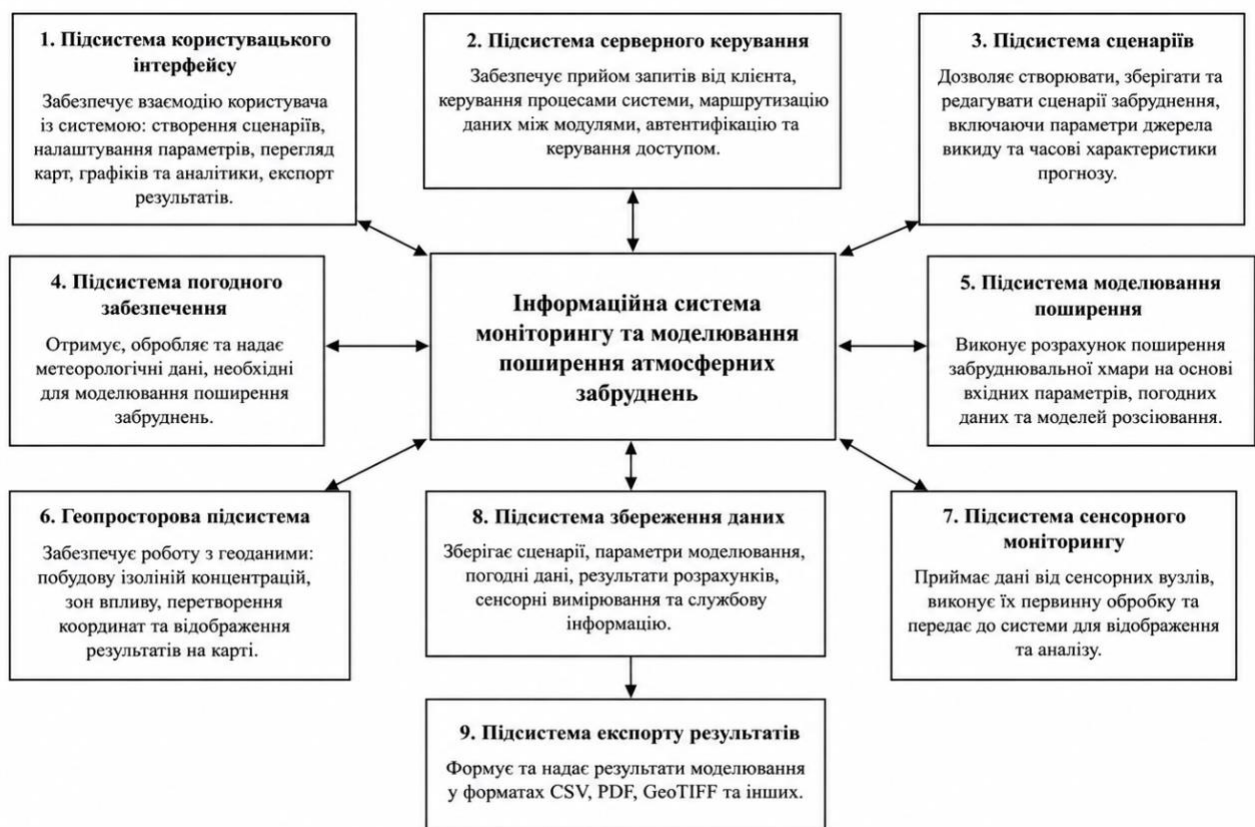 1. Підсистема користувацького
інтерфейсу
Забезпечує взаємодію користувача
із системою: створення сценаріїв,
налаштування параметрів, перегляд
карт, графіків та аналітики, експорт
результатів.
2. Підсистема серверного керування
Забезпечує прийом запитів від клієнта,
керування процесами системи, маршрутизацію
даних між модулями, автентифікацію та
керування доступом.
3. Підсистема сценаріїв
Дозволяє створювати, зберігати та
редагувати сценарії забруднення,
включаючи параметри джерела
викиду та часові характеристики
прогнозу.
4. Підсистема погодного
забезпечення
Отримує, обробляє та надає
метеорологічні дані, необхідні
для моделювання поширення
забруднень.
Інформаційна система
моніторингу та моделювання
поширення атмосферних
забруднень
5. Підсистема моделювання
поширення
Виконує розрахунок поширення
забруднювальної хмари на основі
вхідних параметрів, погодних
даних та моделей розсіювання.
6. Геопросторова підсистема
Забезпечує роботу з геоданими:
побудову ізоліній концентрацій,
зон впливу, перетворення
координат та відображення
результатів на карті.
8. Підсистема збереження даних
Зберігає сценарії, параметри моделювання,
погодні дані, результати розрахунків,
сенсорні вимірювання та службову
інформацію.
7. Підсистема сенсорного
моніторингу
Приймає дані від сенсорних вузлів,
виконує їх первинну обробку та
передає до системи для відображення
та аналізу.
9. Підсистема експорту результатів
Формує та надає результати моделювання
у форматах CSV, PDF, GeoTIFF та інших.